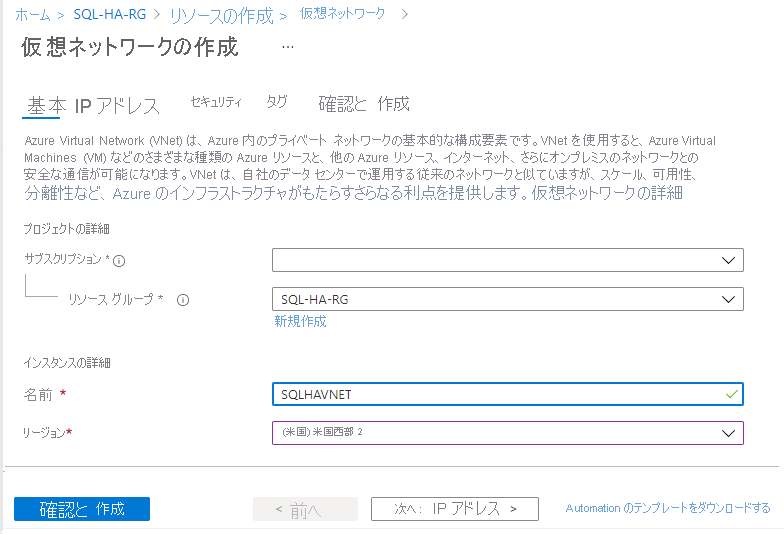 ホーム > SQL-HA-RG > リソースの作成 > 仮想ネットワーク >
仮想ネットワークの作成 …
基本 IP アドレス セキュリティ タグ 確認と 作成
Azure Virtual Network (VNet) は、Azure 内のプライベート ネットワークの基本的な構成要素です。VNet を使用すると、Azure Virtual
Machines (VM) などのさまざまな種類の Azure リソースと、他の Azure リソース、インターネット、さらにオンプレミスのネットワークとの
安全な通信が可能になります。VNet は、自社のデータ センターで運用する従来のネットワークと似ていますが、スケール、可用性、
分離性など、Azure のインフラストラクチャがもたらすさらなる利点を提供します。仮想ネットワークの詳細
プロジェクトの詳細
サブスクリプション *
リソース グループ * SQL-HA-RG
新規作成
インスタンスの詳細
名前 * SQLHAVNET
リージョン* (米国) 米国西部 2
確認と 作成 < 前へ 次へ: IP アドレス > Automation のテンプレートをダウンロードする